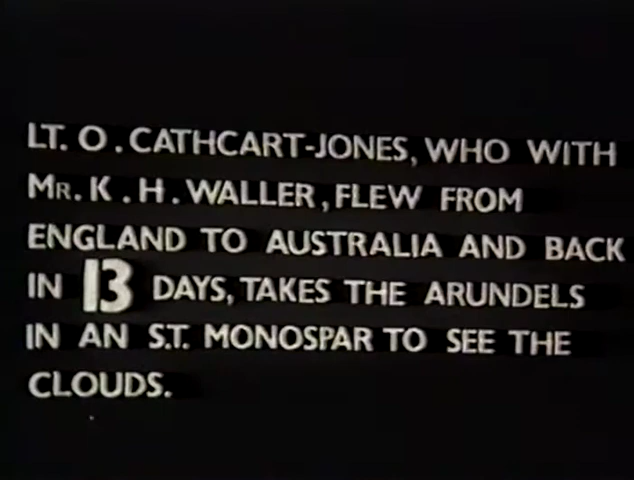 LT. O. CATHCART-JONES, WHO WITH
MR. K. H. WALLER, FLEW FROM
ENGLAND TO AUSTRALIA AND BACK
IN 13 DAYS, TAKES THE ARUNDELS
IN AN S.T. MONOSPAR TO SEE THE
CLOUDS.